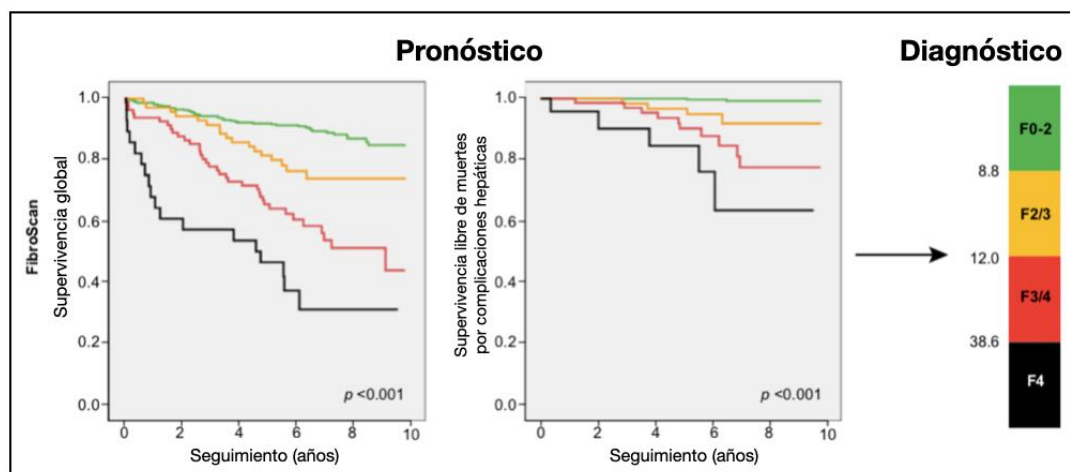 Pronóstico
Diagnóstico
FibroScan
Supervivencia global
1.0
0.8
0.6
0.4
0.2
0.0
p <0.001
0 2 4 6 8 10
Seguimiento (años)
Supervivencia libre de muertes
por complicaciones hepáticas
1.0
0.8
0.6
0.4
0.2
0.0
p <0.001
0 2 4 6 8 10
Seguimiento (años)
F0-2
8.8
F2/3
12.0
F3/4
38.6
F4